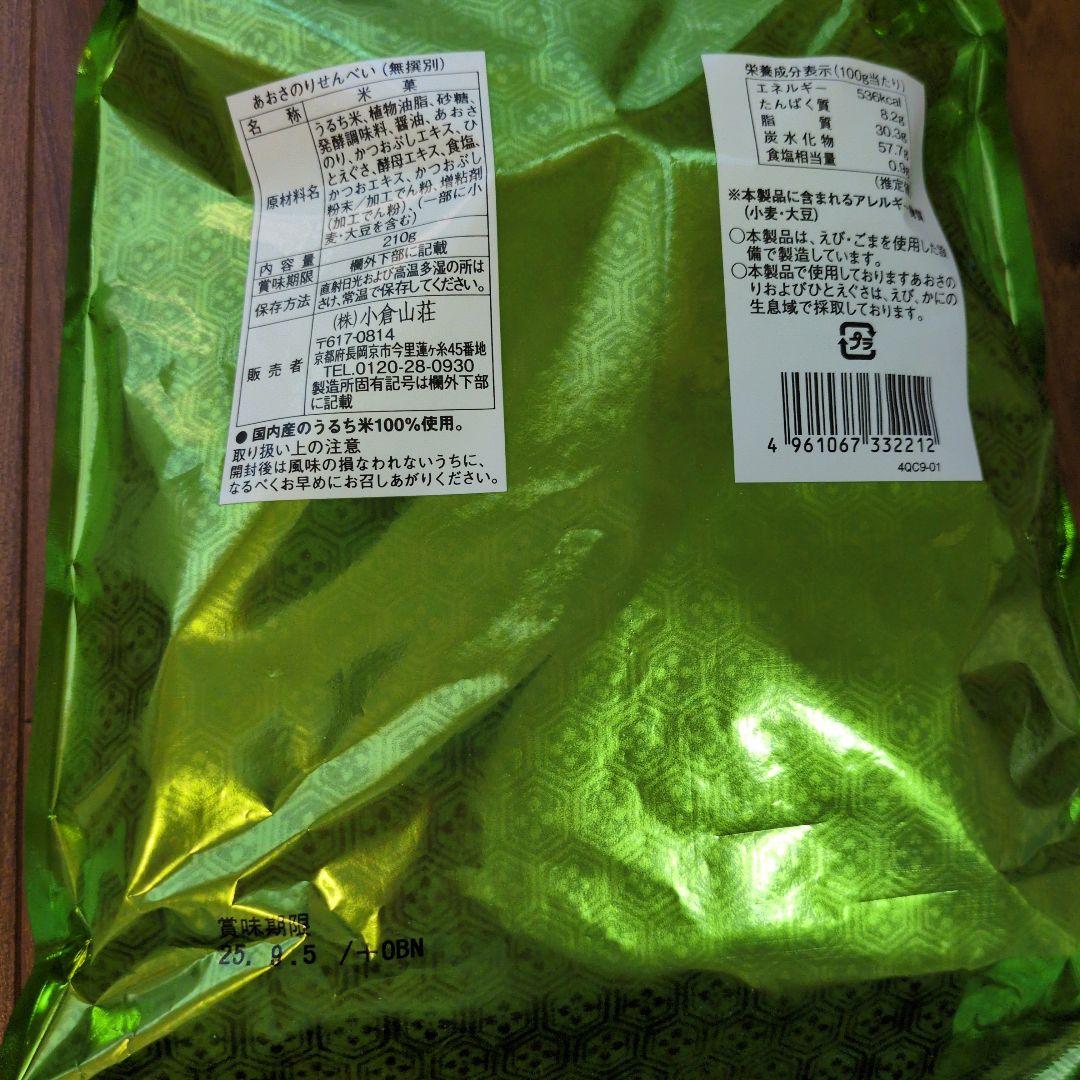 あおさのりせんべい（無撰別）
名称 米菓
原材料名
うるち米、植物油脂、砂糖、
発酵調味料、醤油、あおさ
のり、かつおぶしエキス、ひ
とえぐさ、酵母エキス、食塩、
かつおエキス、かつおぶし
粉末／加工でん粉、増粘剤
（加工でん粉）、（一部に小
麦・大豆を含む）
内容量 210g
賞味期限 欄外下部に記載
保存方法
直射日光および高温多湿の所は
さけ、常温で保存してください。
販売者
（株）小倉山荘
〒617-0814
京都府長岡京市今里蓮ヶ糸45番地
TEL.0120-28-0930
製造所固有記号は欄外下部
に記載
●国内産のうるち米100％使用。
取り扱い上の注意
開封後は風味の損なわれないうちに、
なるべくお早めにお召しあがりください。
栄養成分表示（100g当たり）
エネルギー 536kcal
たんぱく質 8.2g
脂質 30.3g
炭水化物 57.7g
食塩相当量 0.9g
（推定
※本製品に含まれるアレルギー
（小麦・大豆）
○本製品は、えび・ごまを使用した設
備で製造しています。
○本製品で使用しておりますあおさの
りおよびひとえぐさは、えび、かにの
生息域で採取しております。
プラ
4 961067 332212
4QC9-01
賞味期限
25. 9.5 /+OBN